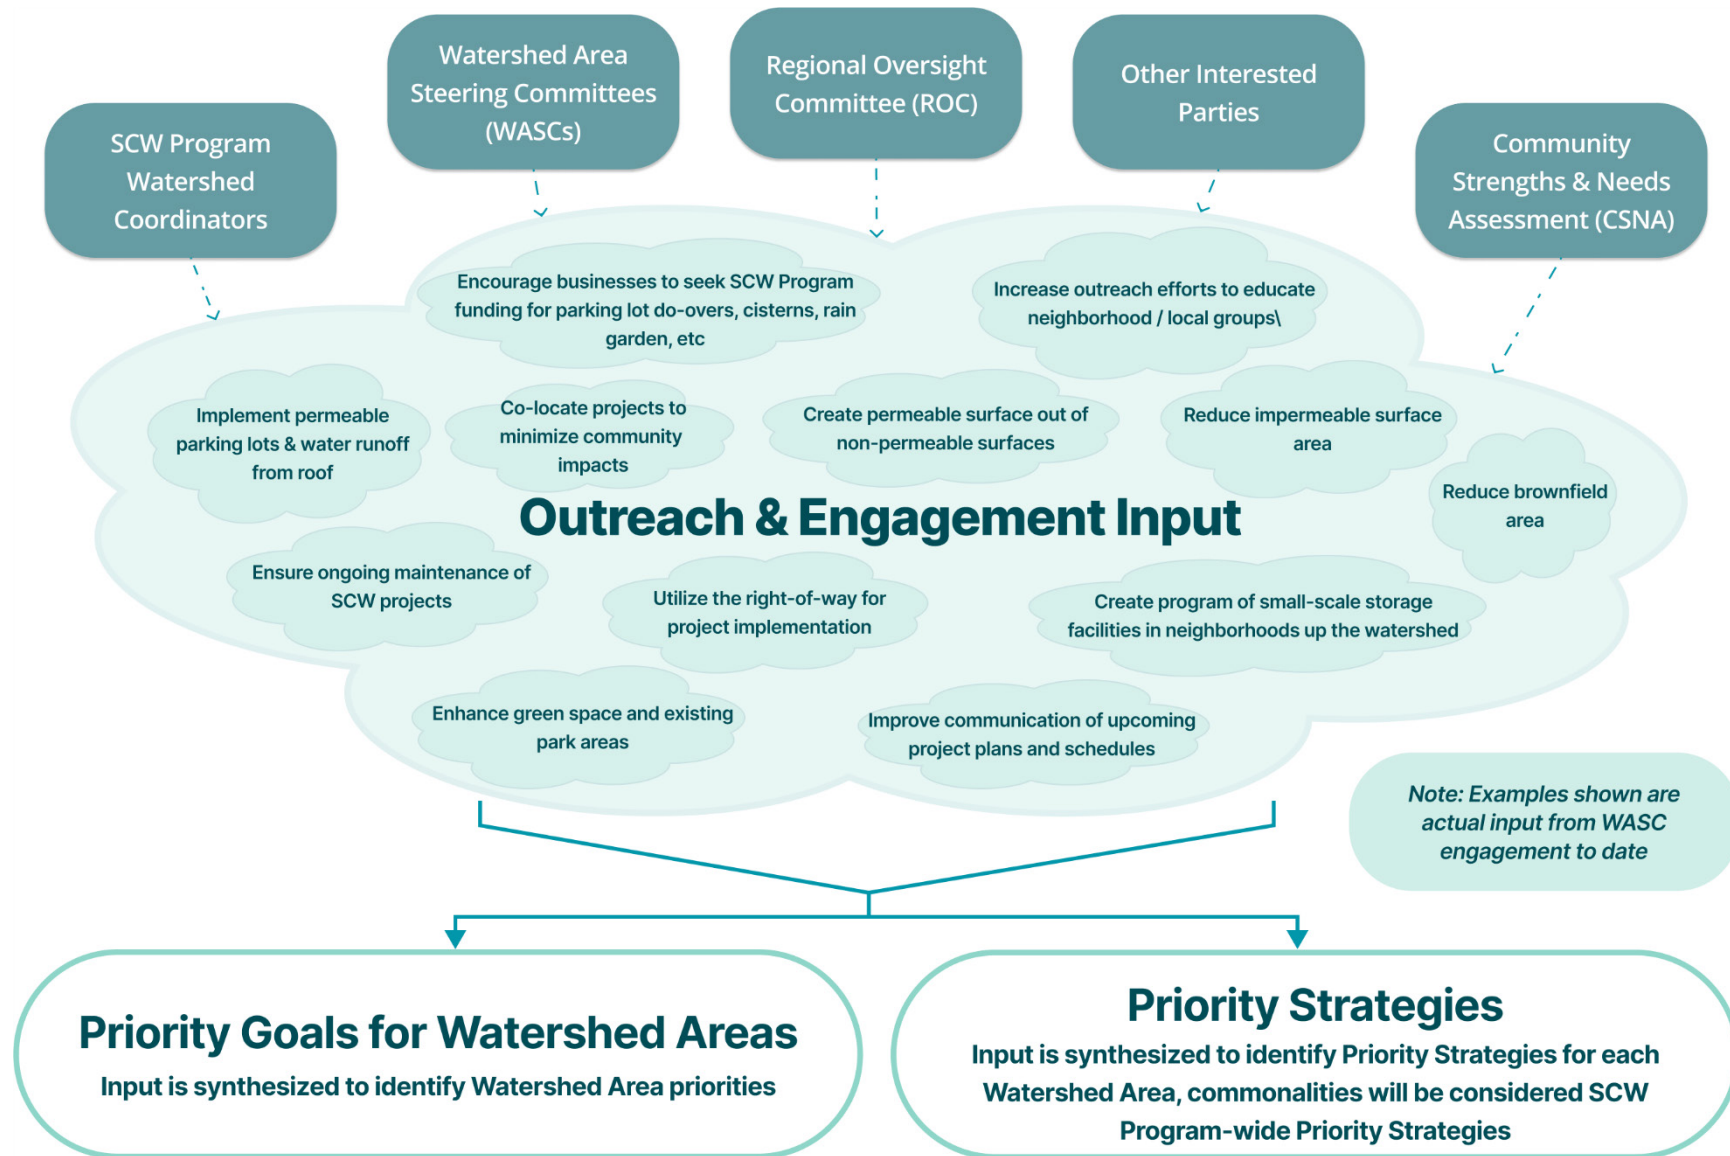 SCW Program
Watershed
Coordinators
Watershed Area
Steering Committees
(WASCs)
Regional Oversight
Committee (ROC)
Other Interested
Parties
Community
Strengths & Needs
Assessment (CSNA)
Encourage businesses to seek SCW Program
funding for parking lot do-overs, cisterns, rain
garden, etc
Increase outreach efforts to educate
neighborhood / local groups\
Implement permeable
parking lots & water runoff
from roof
Co-locate projects to
minimize community
impacts
Create permeable surface out of
non-permeable surfaces
Reduce impermeable surface
area
Reduce brownfield
area
Outreach & Engagement Input
Ensure ongoing maintenance of
SCW projects
Utilize the right-of-way for
project implementation
Create program of small-scale storage
facilities in neighborhoods up the watershed
Enhance green space and existing
park areas
Improve communication of upcoming
project plans and schedules
Note: Examples shown are
actual input from WASC
engagement to date
Priority Goals for Watershed Areas
Input is synthesized to identify Watershed Area priorities
Priority Strategies
Input is synthesized to identify Priority Strategies for each
Watershed Area, commonalities will be considered SCW
Program-wide Priority Strategies